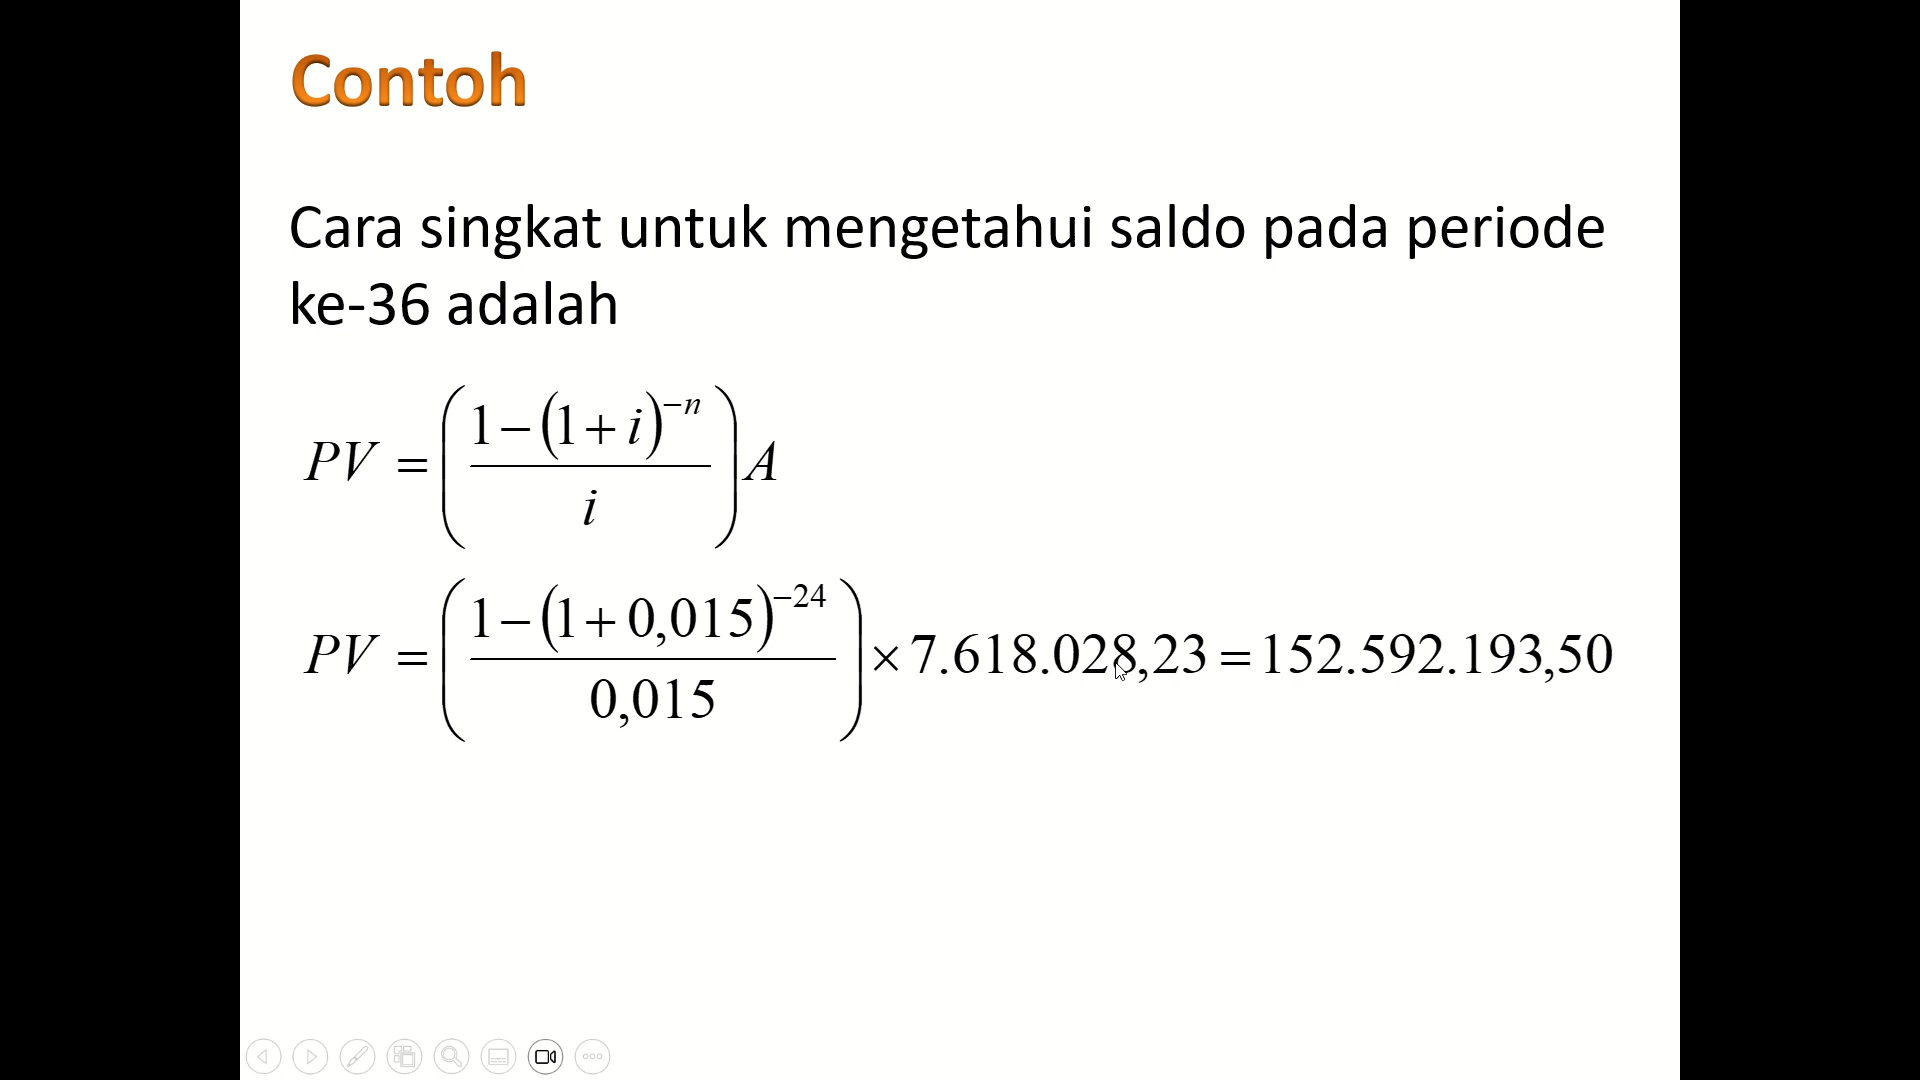 Contoh
Cara singkat untuk mengetahui saldo pada periode
ke-36 adalah
PV = ( (1−(1+i)^−n) / i ) A
PV = ( (1−(1+0,015)^−24) / 0,015 ) × 7.618.028,23 = 152.592.193,50